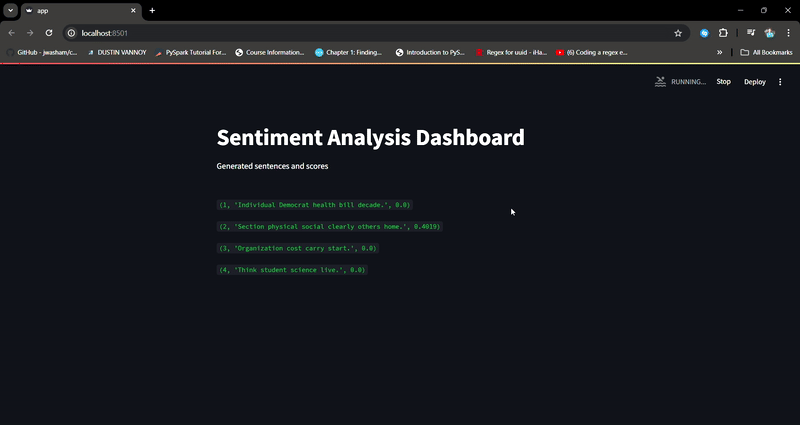 app
localhost:8501
GitHub - jwasham/c... DUSTIN VANNOY PySpark Tutorial For... Course Information... Chapter 1: Finding... Introduction to PyS... Regex for uuid - iHa... (6) Coding a regex e... » All Bookmarks
RUNNING... Stop Deploy
Sentiment Analysis Dashboard
Generated sentences and scores
(1, 'Individual Democrat health bill decade.', 0.0)
(2, 'Section physical social clearly others home.', 0.4019)
(3, 'Organization cost carry start.', 0.0)
(4, 'Think student science live.', 0.0)